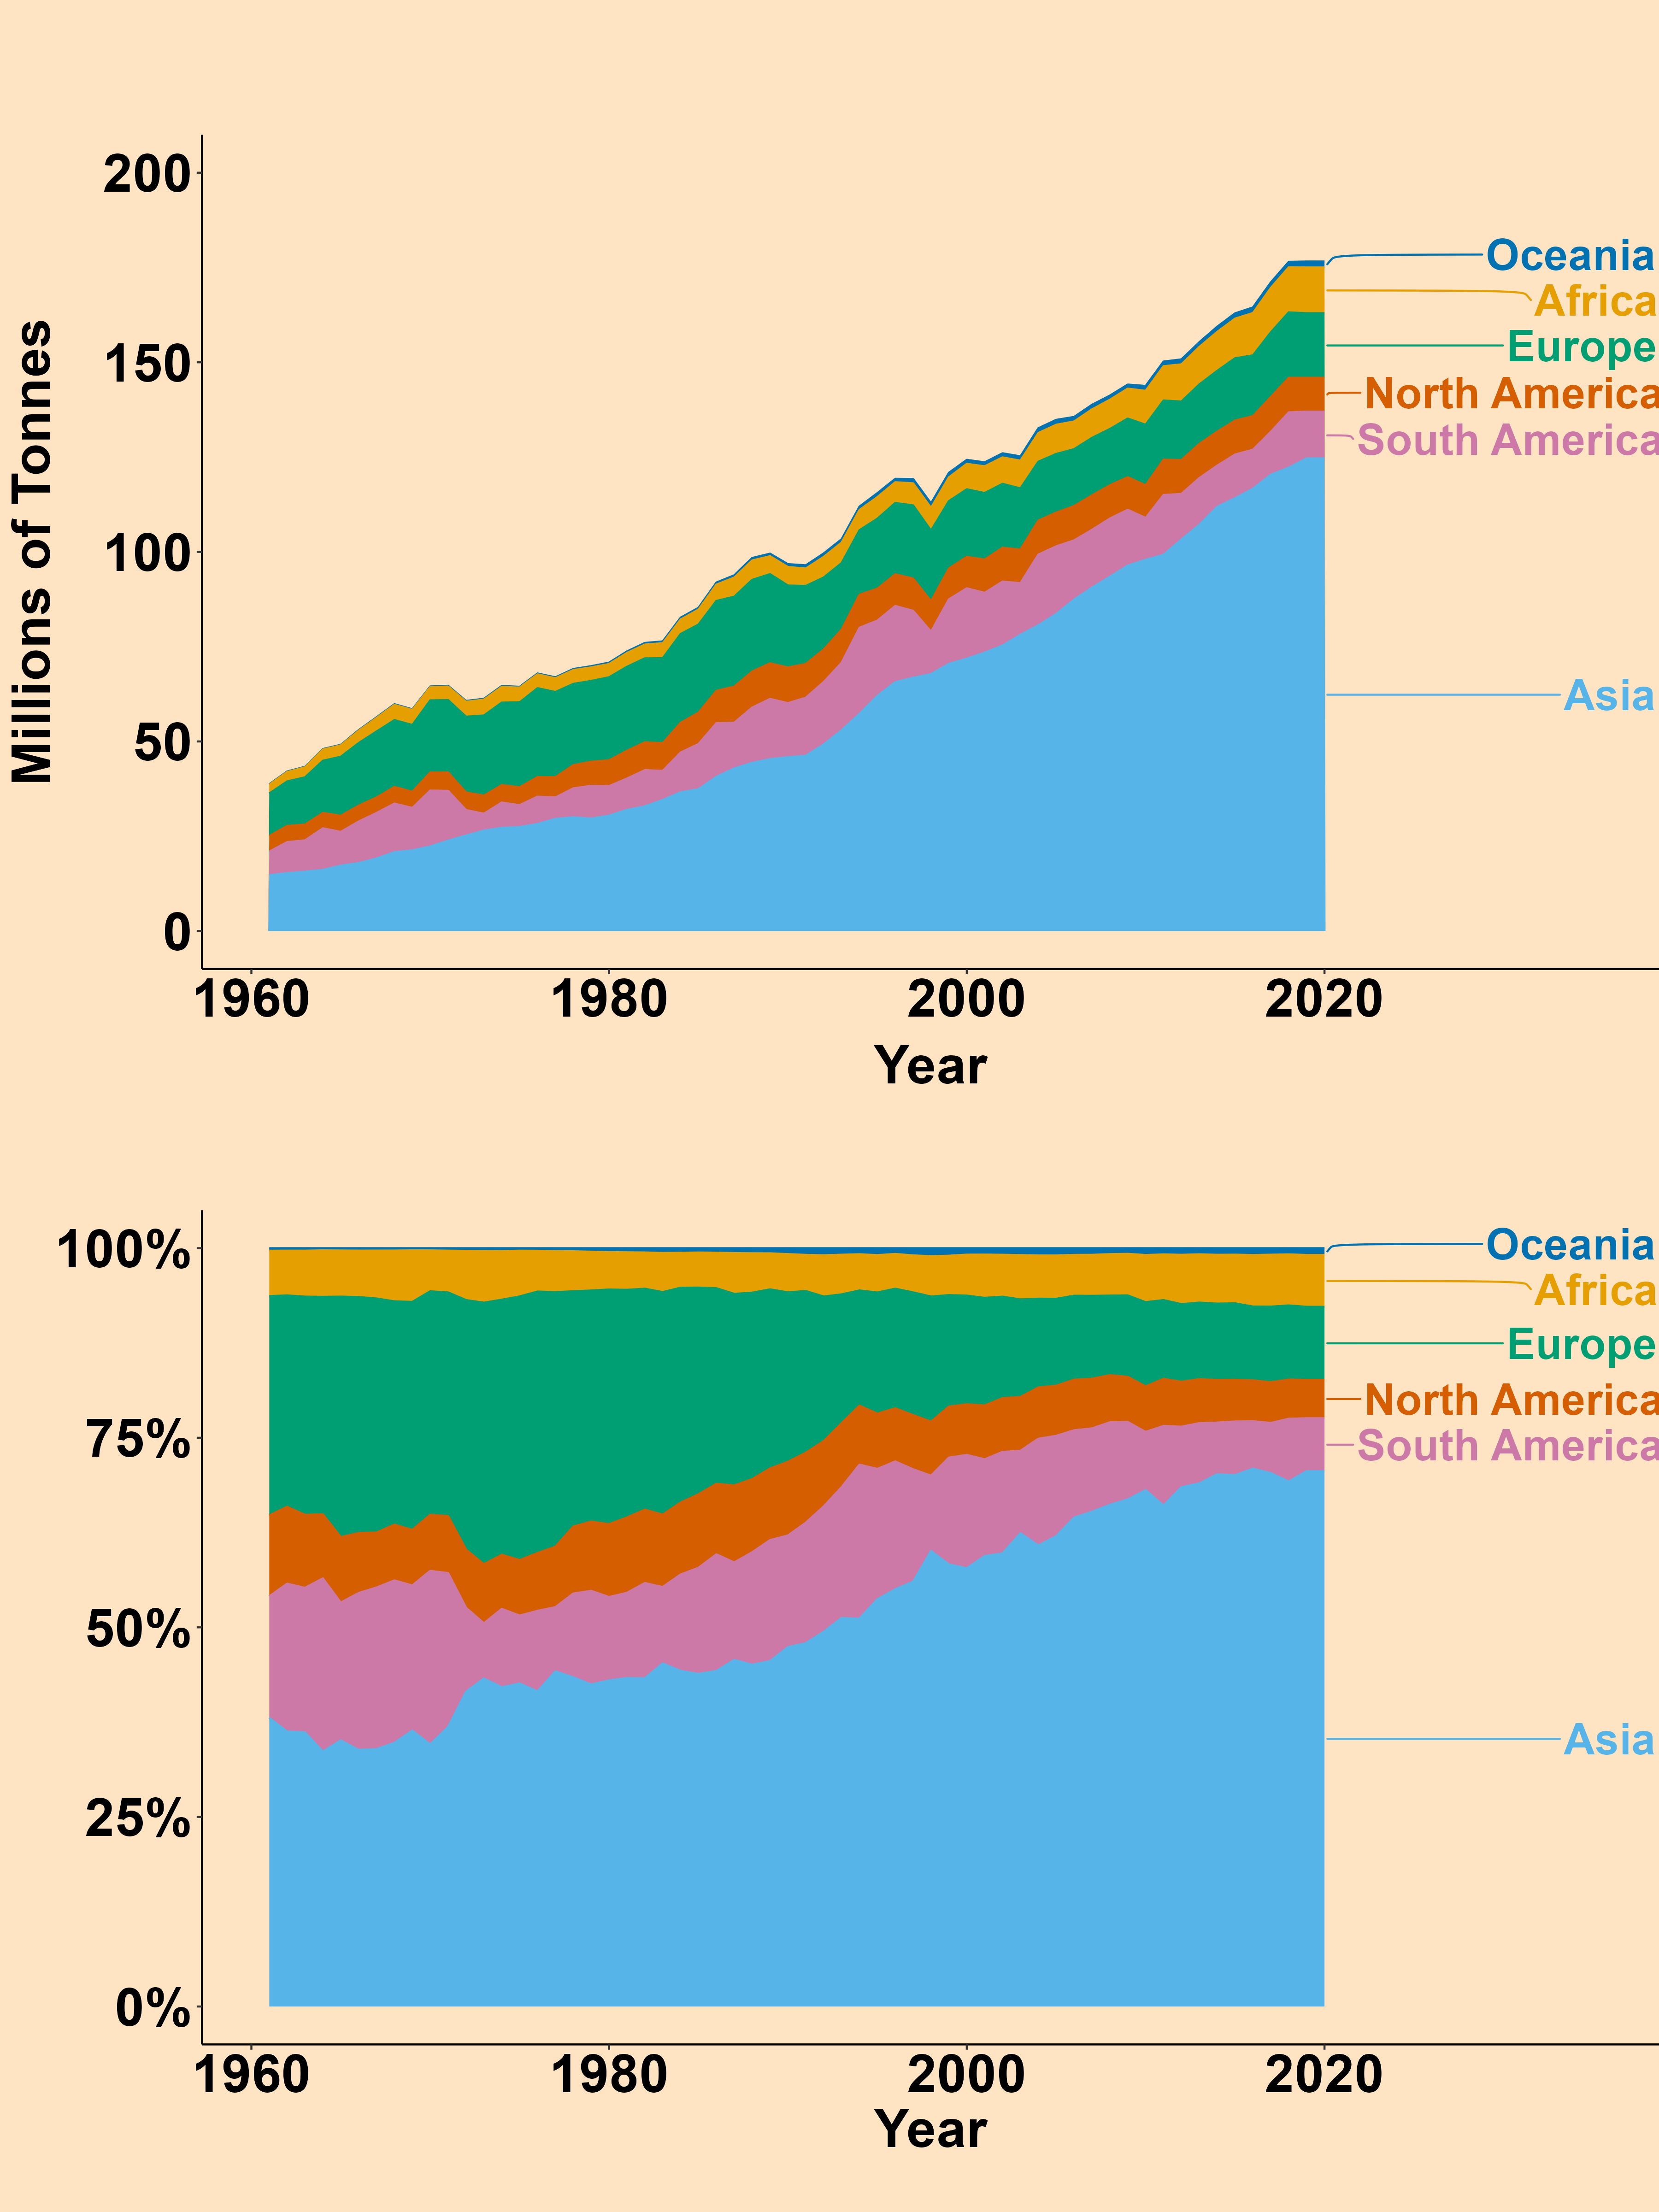 200
150
100
50
0
Millions of Tonnes
1960 1980 2000 2020
Year
Oceania
Africa
Europe
North America
South America
Asia
100%
75%
50%
25%
0%
1960 1980 2000 2020
Year
Oceania
Africa
Europe
North America
South America
Asia